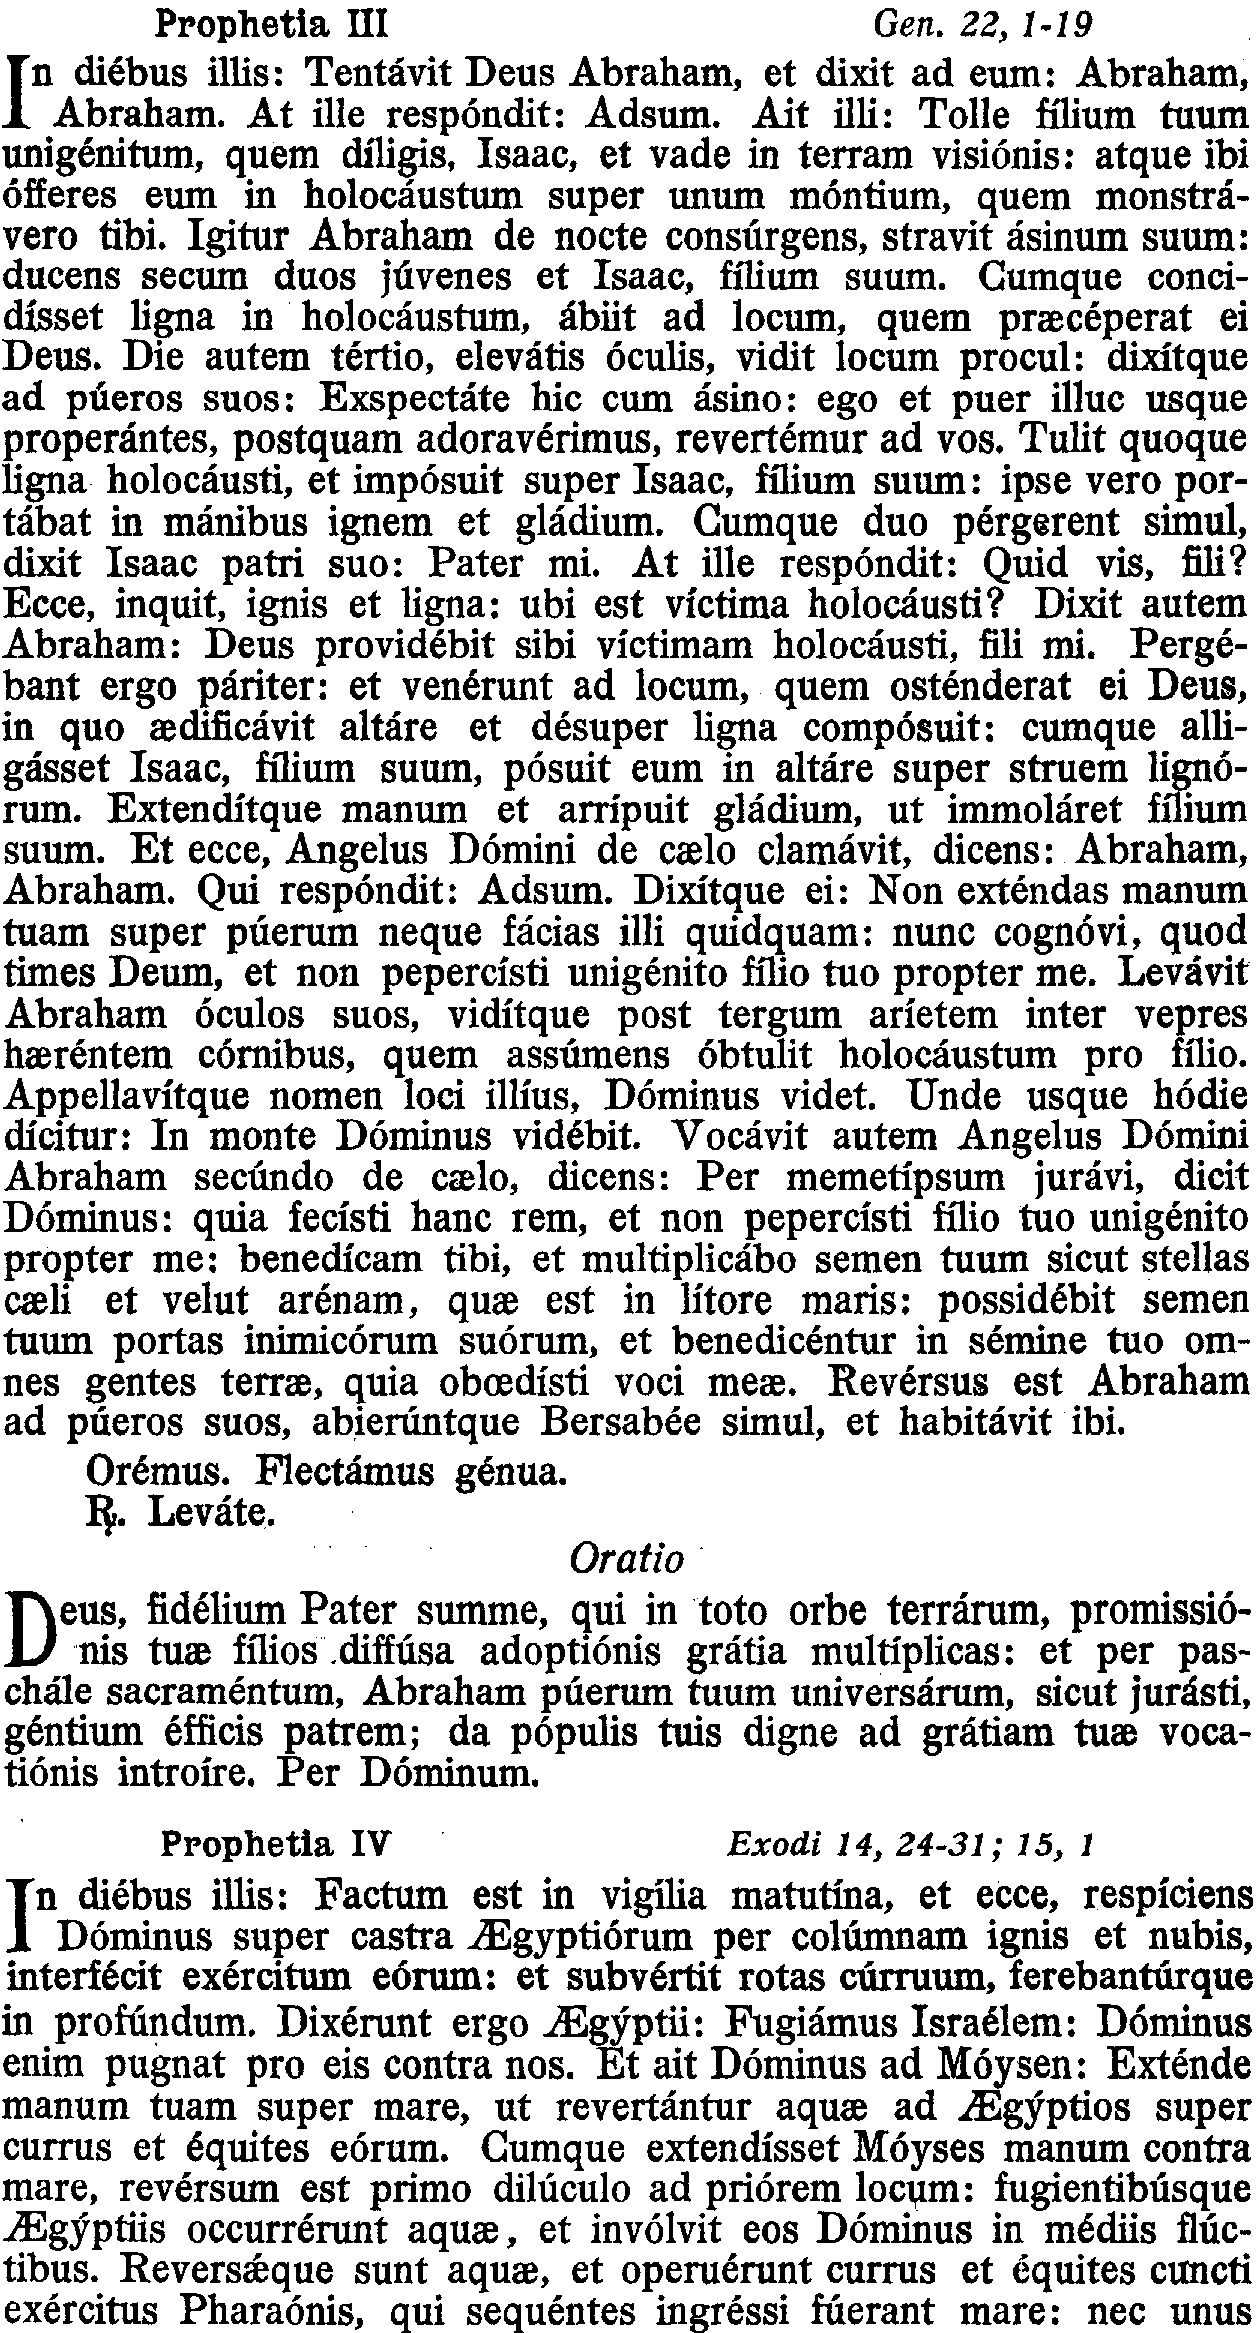 Prophetia III Gen. 22, 1-19
In diébus illis: Tentávit Deus Abraham, et dixit ad eum: Abraham,
Abraham. At ille respóndit: Adsum. Ait illi: Tolle fílium tuum
unigénitum, quem díligis, Isaac, et vade in terram visiónis: atque ibi
ófferes eum in holocáustum super unum móntium, quem monstrá-
vero tibi. Igitur Abraham de nocte consúrgens, stravit ásinum suum:
ducens secum duos júvenes et Isaac, fílium suum. Cumque conci-
dísset ligna in holocáustum, ábiit ad locum, quem præcéperat ei
Deus. Die autem tértio, elevátis óculis, vidit locum procul: dixítque
ad púeros suos: Exspectáte hic cum ásino: ego et puer illuc usque
properántes, postquam adoravérimus, revertémur ad vos. Tulit quoque
ligna holocáusti, et impósuit super Isaac, fílium suum: ipse vero por-
tábat in mánibus ignem et gládium. Cumque duo pérgerent simul,
dixit Isaac patri suo: Pater mi. At ille respóndit: Quid vis, fili?
Ecce, inquit, ignis et ligna: ubi est víctima holocáusti? Dixit autem
Abraham: Deus providébit sibi víctimam holocáusti, fili mi. Pergé-
bant ergo páriter: et venérunt ad locum, quem osténderat ei Deus,
in quo ædificávit altáre et désuper ligna compósuit: cumque alli-
gásset Isaac, fílium suum, pósuit eum in altáre super struem lignó-
rum. Extendítque manum et arrípuit gládium, ut immoláret fílium
suum. Et ecce, Angelus Dómini de cælo clamávit, dicens: Abraham,
Abraham. Qui respóndit: Adsum. Dixítque ei: Non exténdas manum
tuam super púerum neque fácias illi quidquam: nunc cognóvi, quod
times Deum, et non pepercísti unigénito fílio tuo propter me. Levávit
Abraham óculos suos, vidítque post tergum aríetem inter vepres
hæréntem córnibus, quem assúmens óbtulit holocáustum pro fílio.
Appellavítque nomen loci illíus, Dóminus videt. Unde usque hódie
dícitur: In monte Dóminus vidébit. Vocávit autem Angelus Dómini
Abraham secúndo de cælo, dicens: Per memetípsum jurávi, dicit
Dóminus: quia fecísti hanc rem, et non pepercísti fílio tuo unigénito
propter me: benedícam tibi, et multiplicábo semen tuum sicut stellas
cæli et velut arénam, quæ est in lítore maris: possidébit semen
tuum portas inimicórum suórum, et benedicéntur in sémine tuo om-
nes gentes terræ, quia obœdísti voci meæ. Revérsus est Abraham
ad púeros suos, abierúntque Bersabée simul, et habitávit ibi.
Orémus. Flectámus génua.
℟. Leváte.
Oratio
Deus, fidélium Pater summe, qui in toto orbe terrárum, promissió-
nis tuæ fílios diffúsa adoptiónis grátia multíplicas: et per pas-
chále sacraméntum, Abraham púerum tuum universárum, sicut jurásti,
géntium éfficis patrem; da pópulis tuis digne ad grátiam tuæ voca-
tiónis introíre. Per Dóminum.
Prophetia IV Exodi 14, 24-31; 15, 1
In diébus illis: Factum est in vigília matutína, et ecce, respíciens
Dóminus super castra Ægyptiórum per colúmnam ignis et nubis,
interfécit exércitum eórum: et subvértit rotas cúrruum, ferebantúrque
in profúndum. Dixérunt ergo Ægýptii: Fugiámus Israélem: Dóminus
enim pugnat pro eis contra nos. Et ait Dóminus ad Móysen: Exténde
manum tuam super mare, ut revertántur aquæ ad Ægýptios super
currus et équites eórum. Cumque extendísset Móyses manum contra
mare, revérsum est primo dilúculo ad priórem locum: fugientibúsque
Ægýptiis occurrérunt aquæ, et invólvit eos Dóminus in médiis flúc-
tibus. Reversǽque sunt aquæ, et operuérunt currus et équites cuncti
exércitus Pharaónis, qui sequéntes ingréssi fúerant mare: nec unus